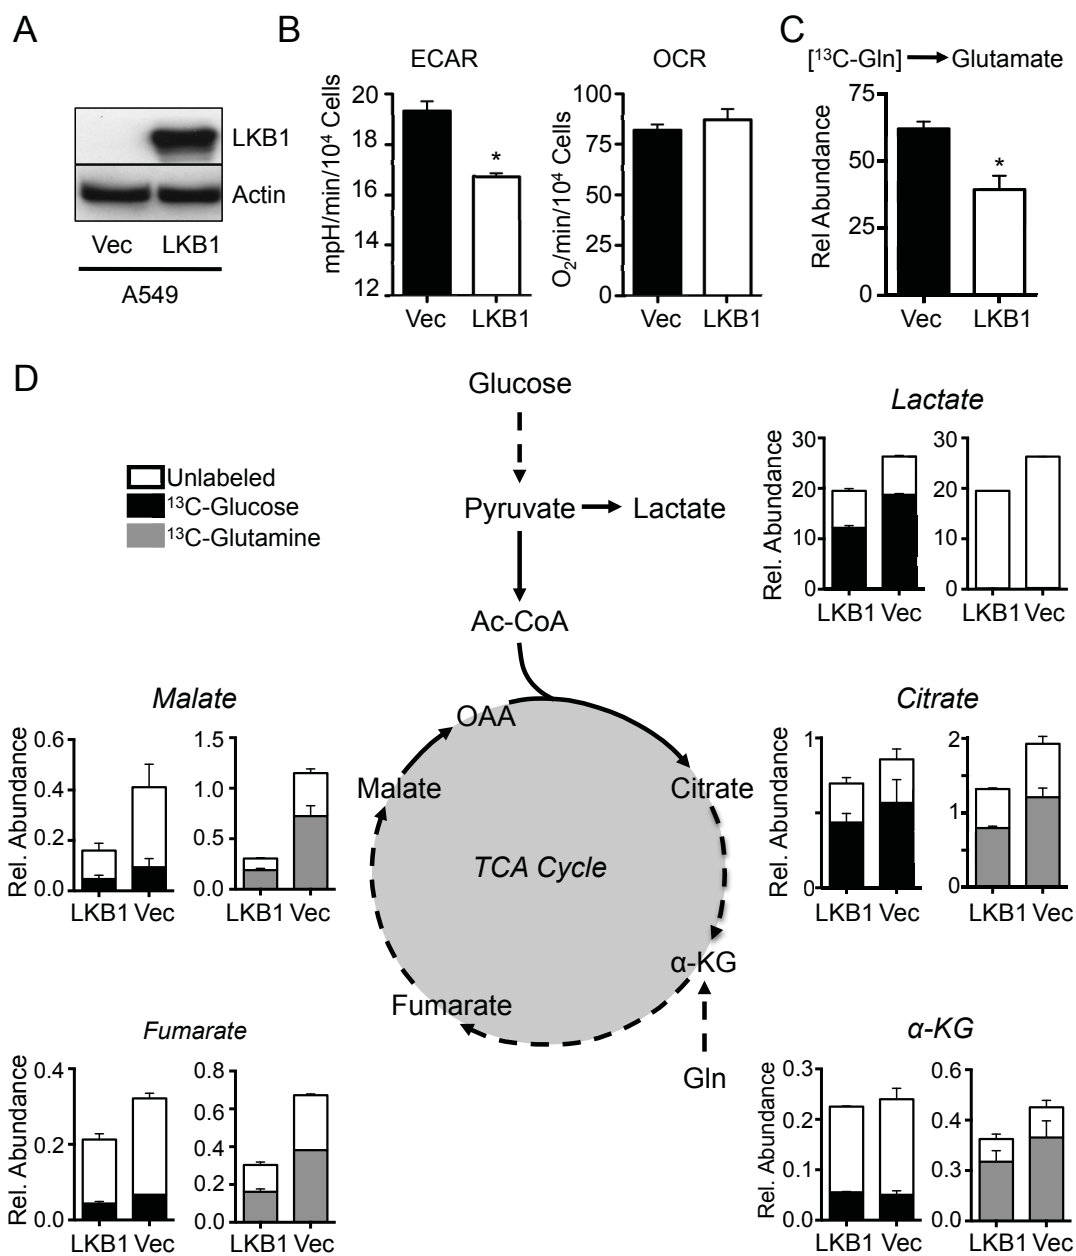 A
LKB1
Actin
Vec LKB1
A549
B
ECAR
mpH/min/10⁴ Cells
20
18
16
14
12
*
Vec LKB1
OCR
O₂/min/10⁴ Cells
100
75
50
25
0
Vec LKB1
C
[¹³C-Gln] Glutamate
Rel Abundance
75
50
25
0
*
Vec LKB1
D
Unlabeled
¹³C-Glucose
¹³C-Glutamine
Glucose
Pyruvate Lactate
Ac-CoA
OAA
Citrate
Malate
TCA Cycle
α-KG
Fumarate
Gln
Lactate
Rel. Abundance
30
20
10
0
LKB1 Vec
30
20
10
0
LKB1 Vec
Malate
Rel. Abundance
0.6
0.4
0.2
0.0
LKB1 Vec
1.5
1.0
0.5
0.0
LKB1 Vec
Citrate
Rel. Abundance
1
0
LKB1 Vec
2
1
0
LKB1 Vec
Fumarate
Rel. Abundance
0.4
0.2
0.0
LKB1 Vec
0.8
0.6
0.4
0.2
0.0
LKB1 Vec
α-KG
Rel. Abundance
0.3
0.2
0.1
0.0
LKB1 Vec
0.6
0.3
0.3
0.0
LKB1 Vec